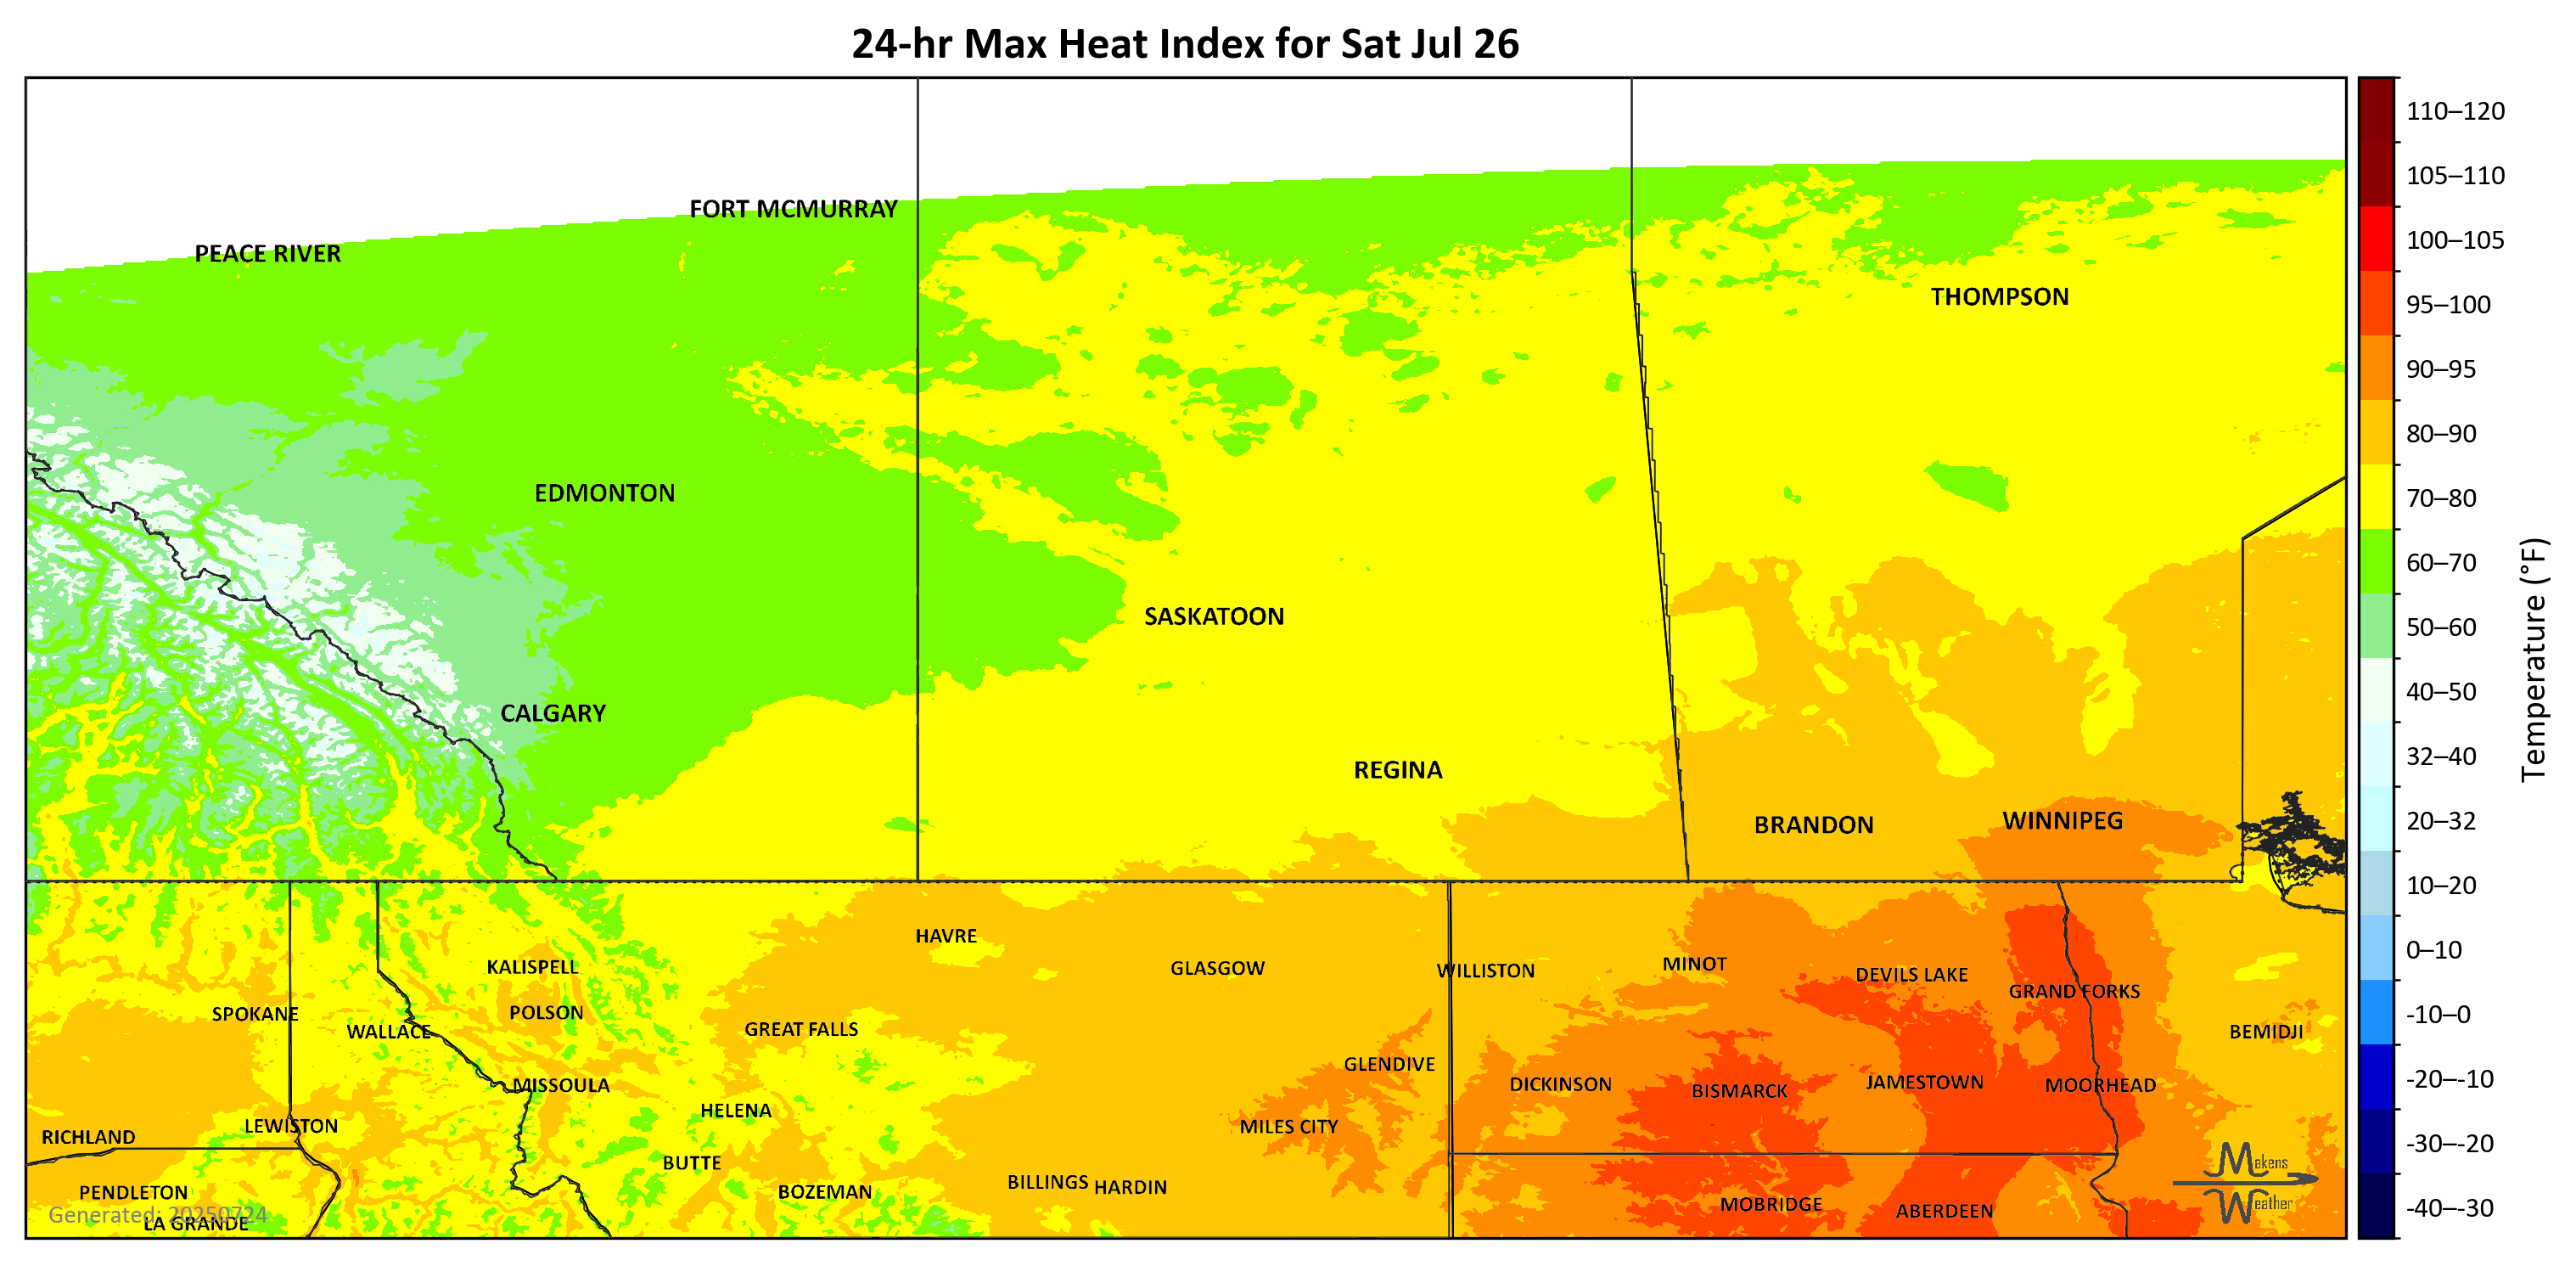 24-hr Max Heat Index for Sat Jul 26
FORT MCMURRAY
PEACE RIVER
THOMPSON
EDMONTON
SASKATOON
CALGARY
REGINA
BRANDON
WINNIPEG
HAVRE
KALISPELL
GLASGOW
WILLISTON
MINOT
DEVILS LAKE
GRAND FORKS
SPOKANE
POLSON
WALLACE
GREAT FALLS
BEMIDJI
GLENDIVE
MISSOULA
DICKINSON
BISMARCK
JAMESTOWN
MOORHEAD
HELENA
LEWISTON
MILES CITY
RICHLAND
BUTTE
BILLINGS
HARDIN
PENDLETON
BOZEMAN
MOBRIDGE
ABERDEEN
Generated: 20250724
LA GRANDE
Makens
Weather
110–120
105–110
100–105
95–100
90–95
80–90
70–80
60–70
50–60
40–50
32–40
20–32
10–20
0–10
-10–0
-20–-10
-30–-20
-40–-30
Temperature (°F)